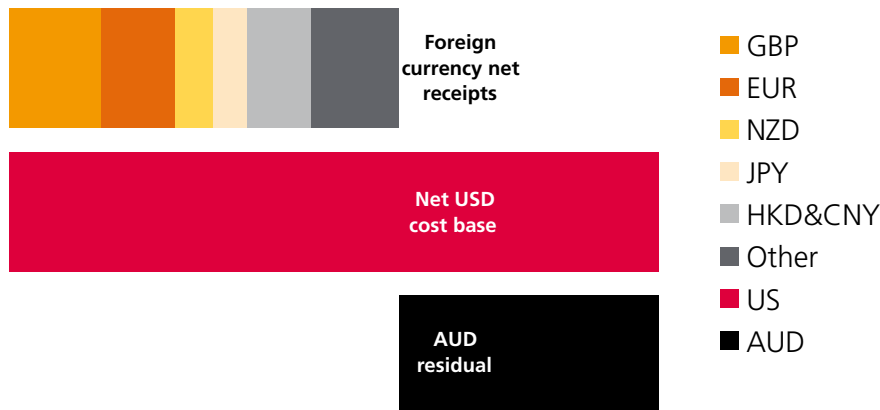 Foreign
currency net
receipts
Net USD
cost base
AUD
residual
GBP
EUR
NZD
JPY
HKD&CNY
Other
US
AUD